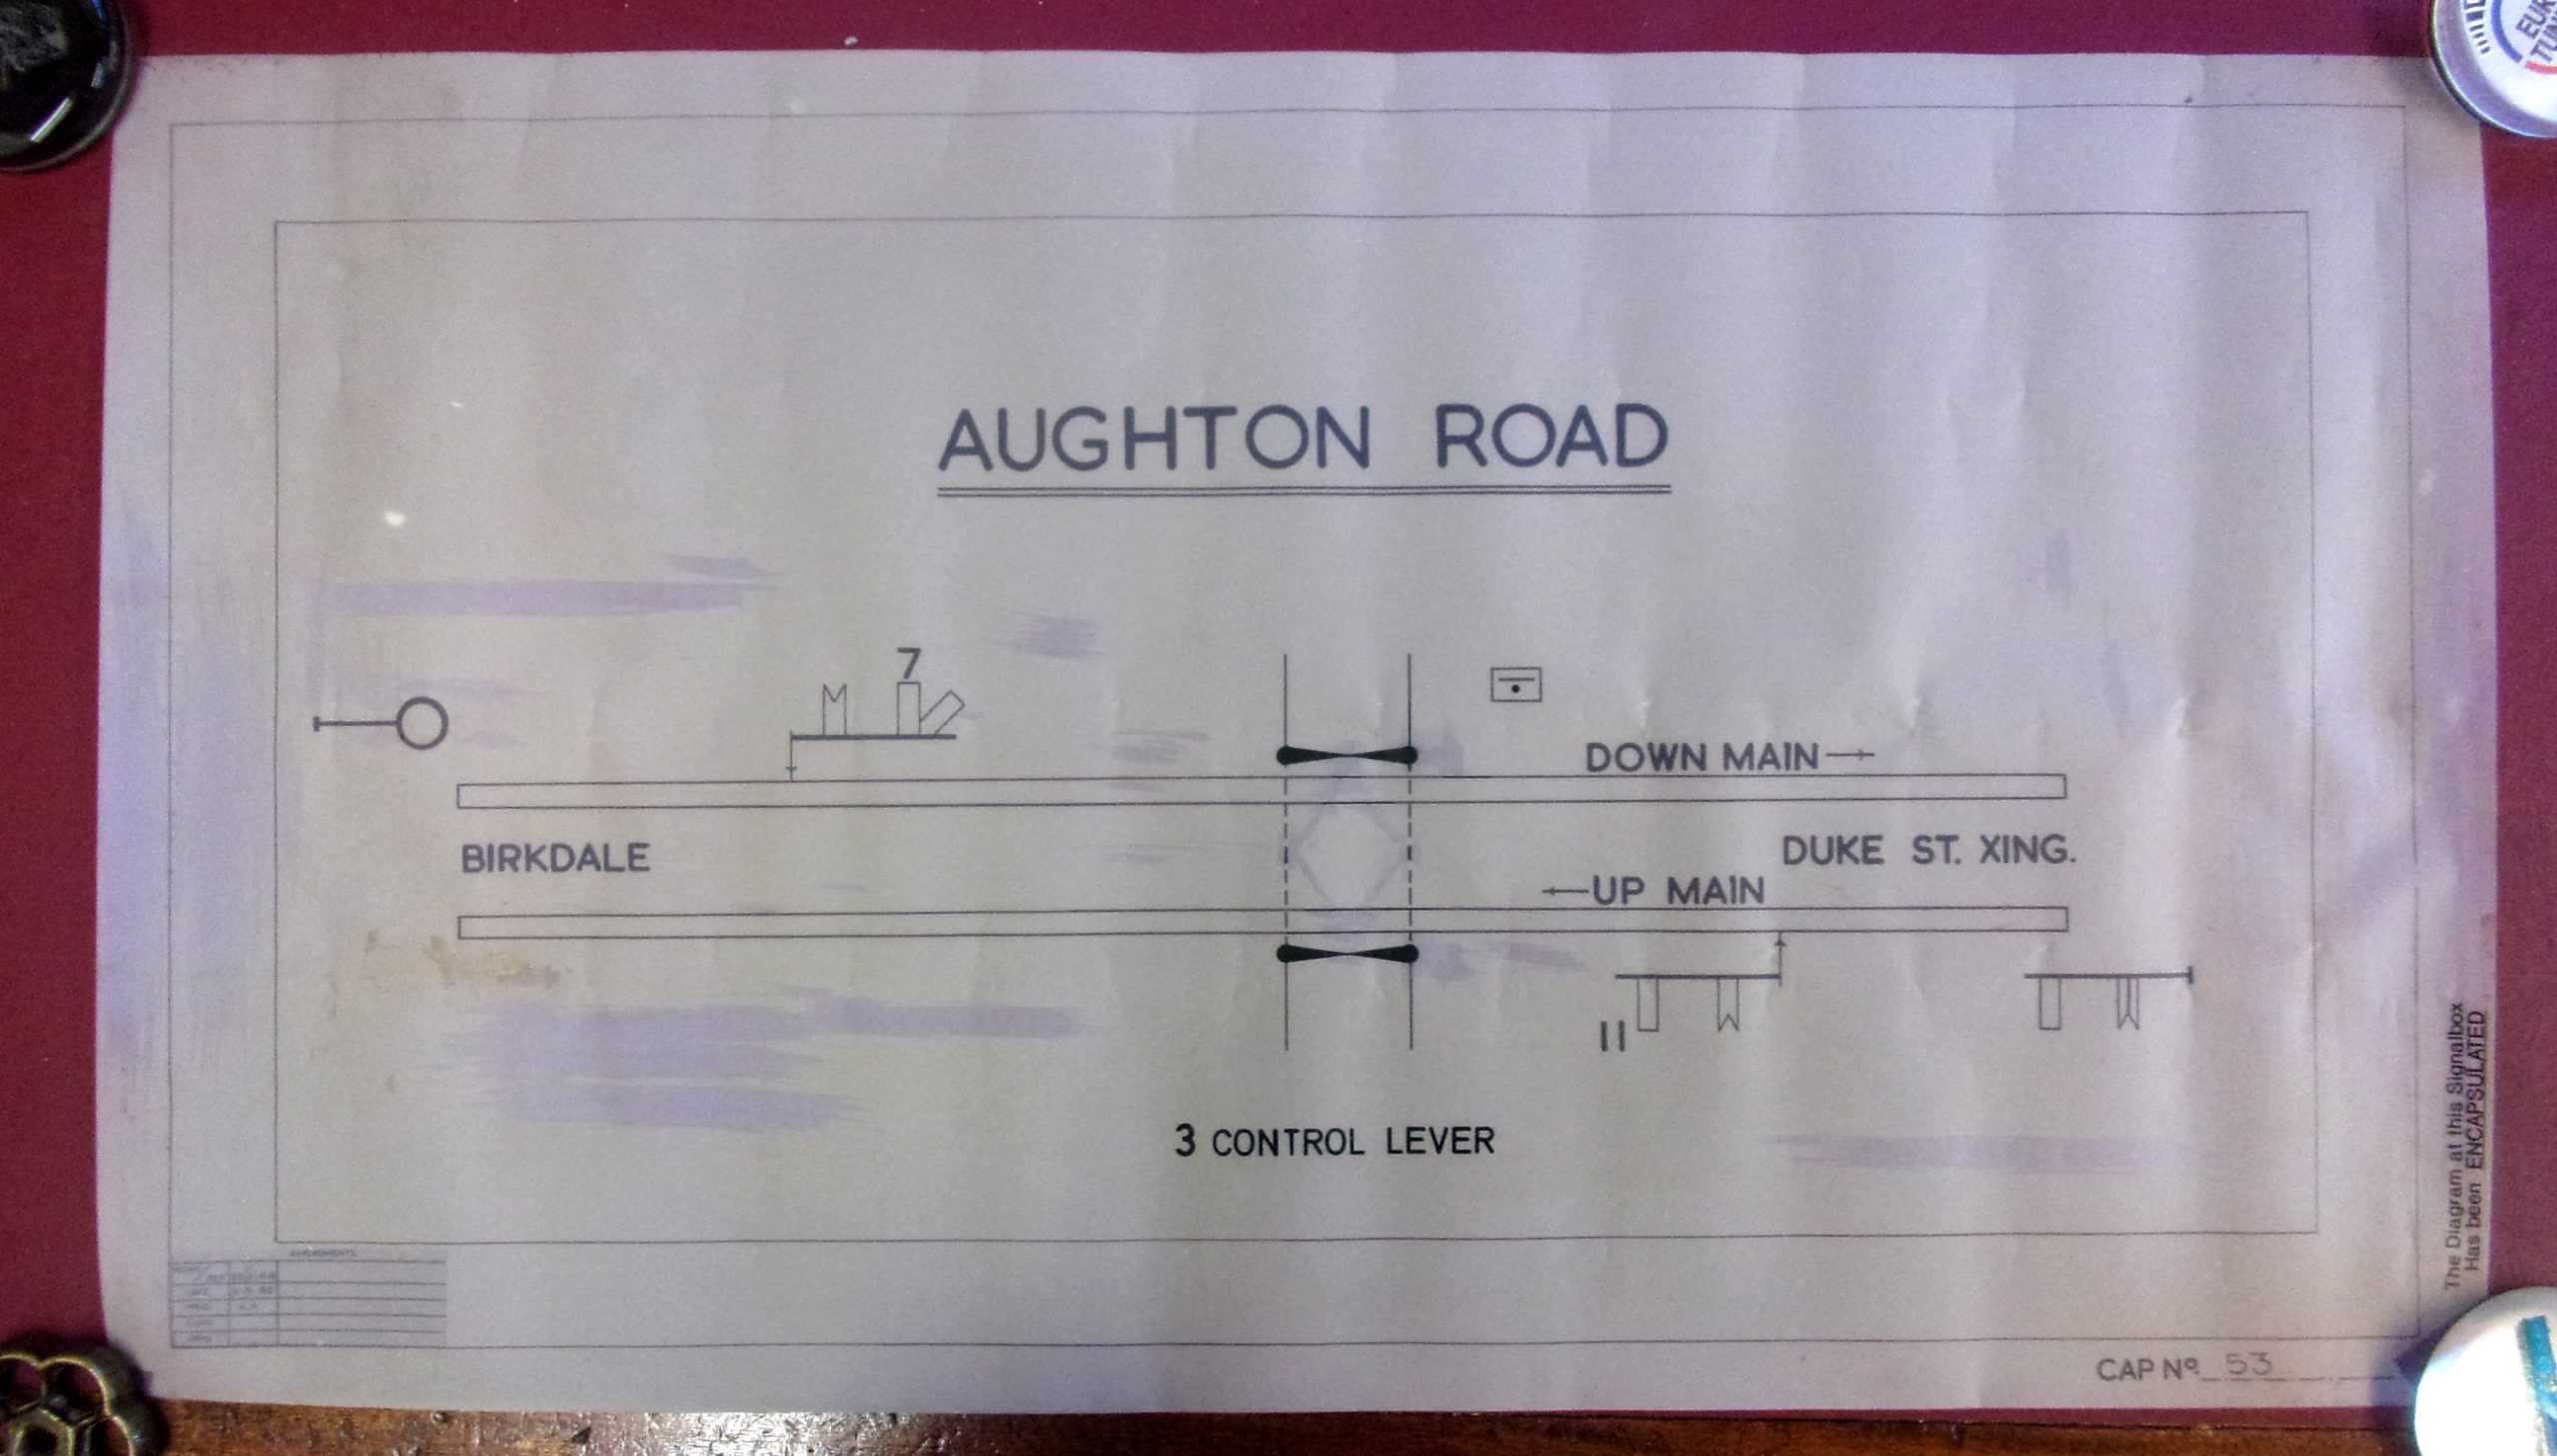 AUGHTON ROAD
7
DOWN MAIN
BIRKDALE
DUKE ST. XING.
UP MAIN
11
3 CONTROL LEVER
The Diagram at this Signalbox
Has been ENCAPSULATED
AMENDMENTS
CAP Nº 53